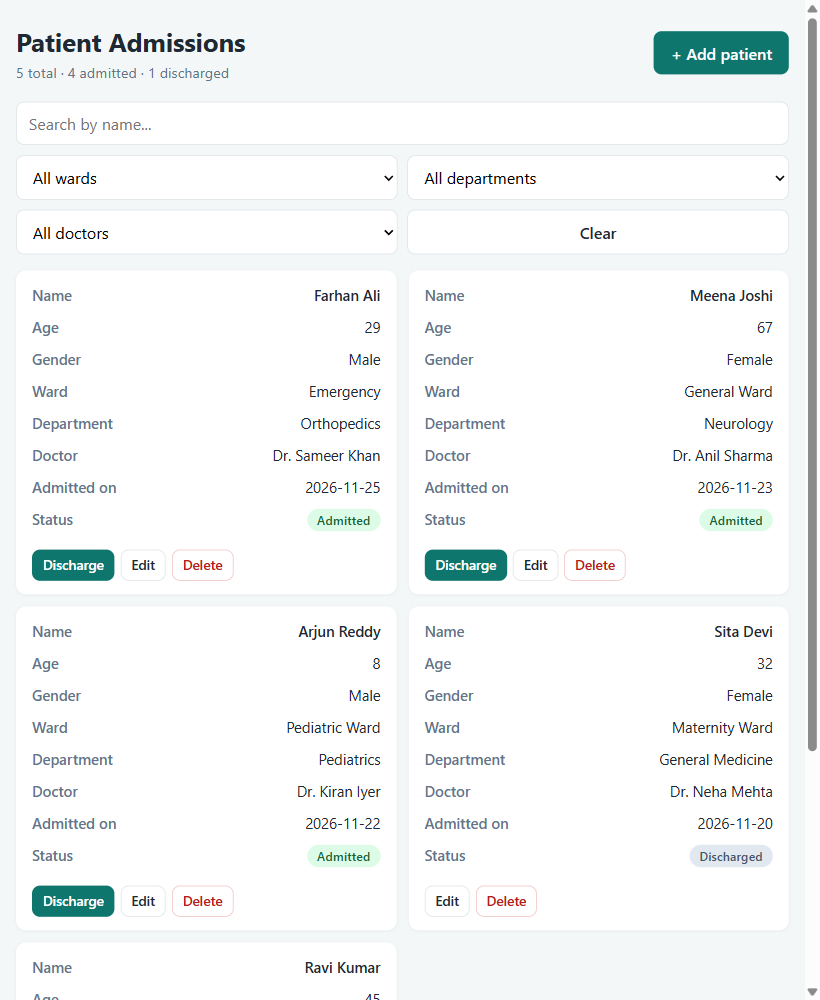 Patient Admissions
5 total · 4 admitted · 1 discharged
+ Add patient
Search by name...
All wards
All departments
All doctors
Clear
Name Farhan Ali
Age 29
Gender Male
Ward Emergency
Department Orthopedics
Doctor Dr. Sameer Khan
Admitted on 2026-11-25
Status Admitted
Discharge Edit Delete
Name Meena Joshi
Age 67
Gender Female
Ward General Ward
Department Neurology
Doctor Dr. Anil Sharma
Admitted on 2026-11-23
Status Admitted
Discharge Edit Delete
Name Arjun Reddy
Age 8
Gender Male
Ward Pediatric Ward
Department Pediatrics
Doctor Dr. Kiran Iyer
Admitted on 2026-11-22
Status Admitted
Discharge Edit Delete
Name Sita Devi
Age 32
Gender Female
Ward Maternity Ward
Department General Medicine
Doctor Dr. Neha Mehta
Admitted on 2026-11-20
Status Discharged
Edit Delete
Name Ravi Kumar
Age 45